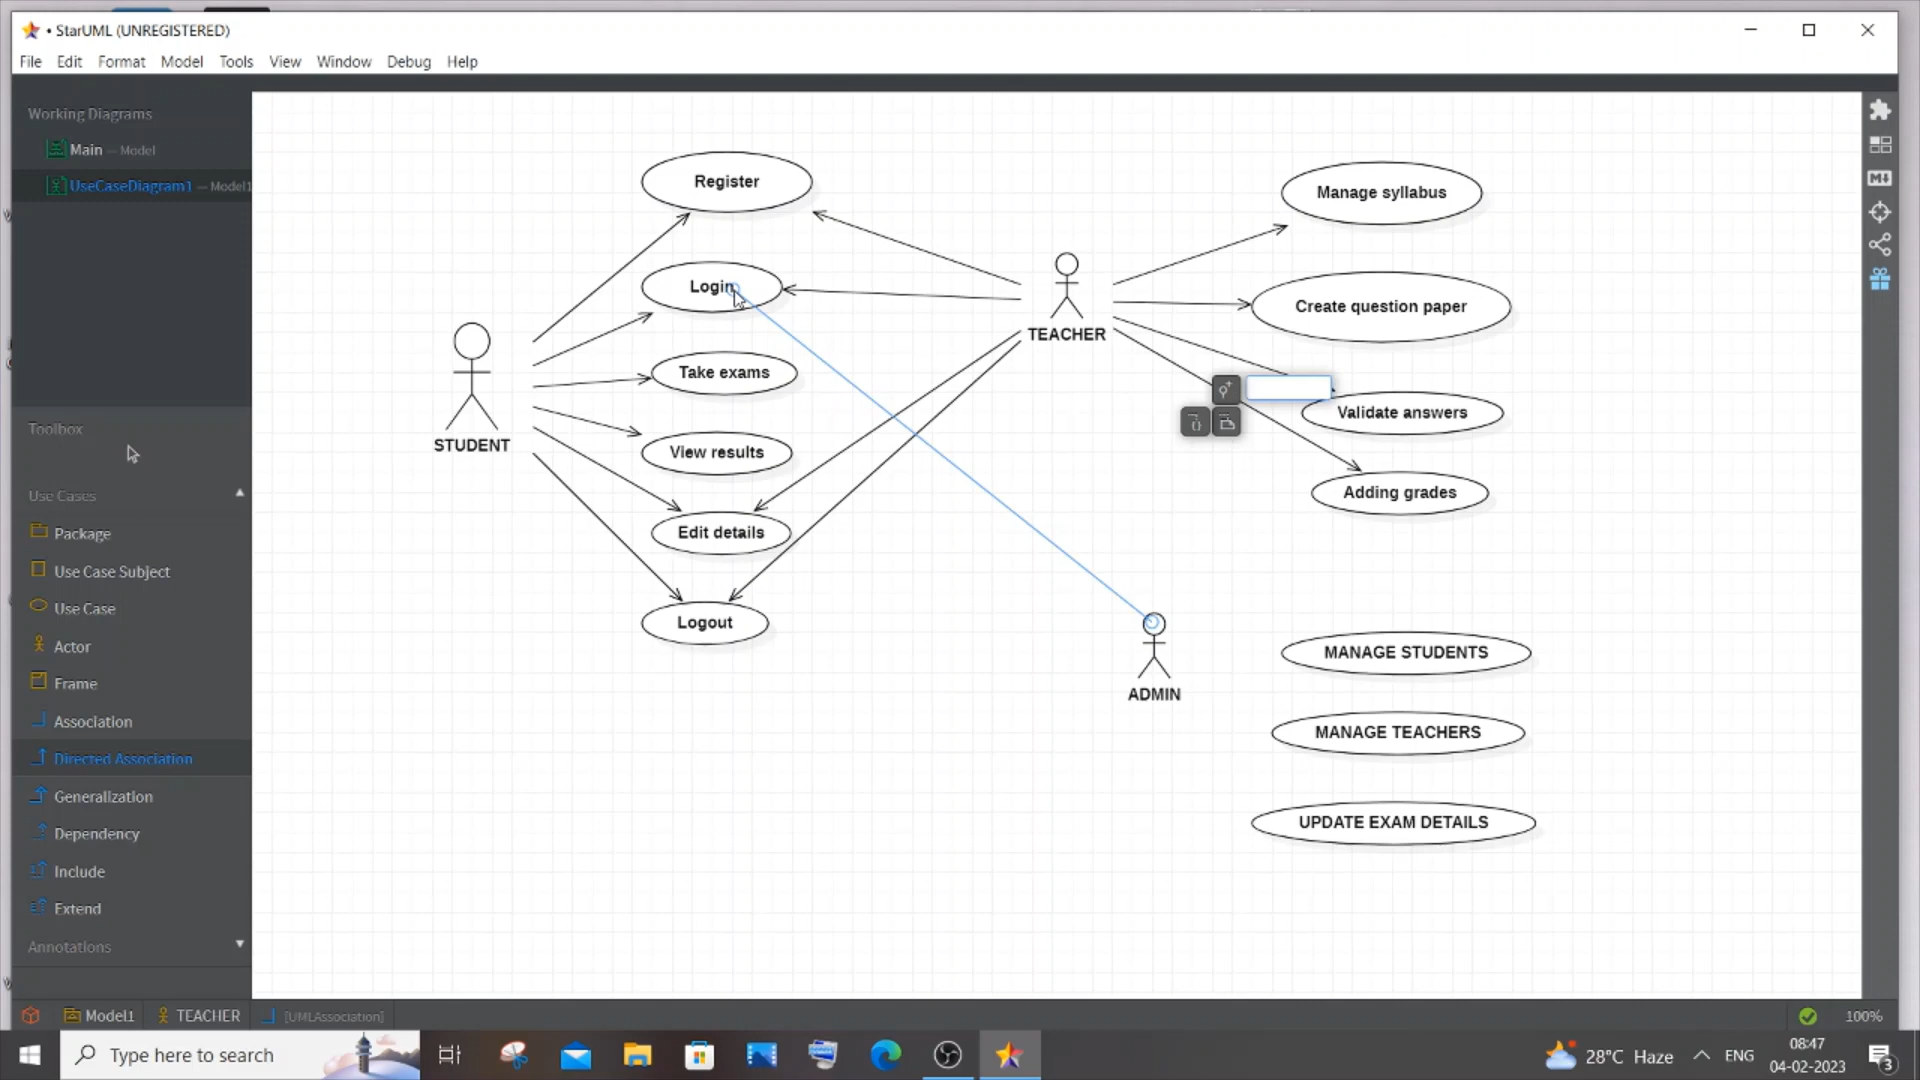 • StarUML (UNREGISTERED)
File Edit Format Model Tools View Window Debug Help
Working Diagrams
Main — Model
UseCaseDiagram1 — Model1
Toolbox
Use Cases
Package
Use Case Subject
Use Case
Actor
Frame
Association
Directed Association
Generalization
Dependency
Include
Extend
Annotations
Register
Login
Take exams
View results
Edit details
Logout
STUDENT
TEACHER
Manage syllabus
Create question paper
Validate answers
Adding grades
ADMIN
MANAGE STUDENTS
MANAGE TEACHERS
UPDATE EXAM DETAILS
Model1 TEACHER [UMLAssociation]
100%
Type here to search
28°C Haze
ENG
08:47
04-02-2023
3